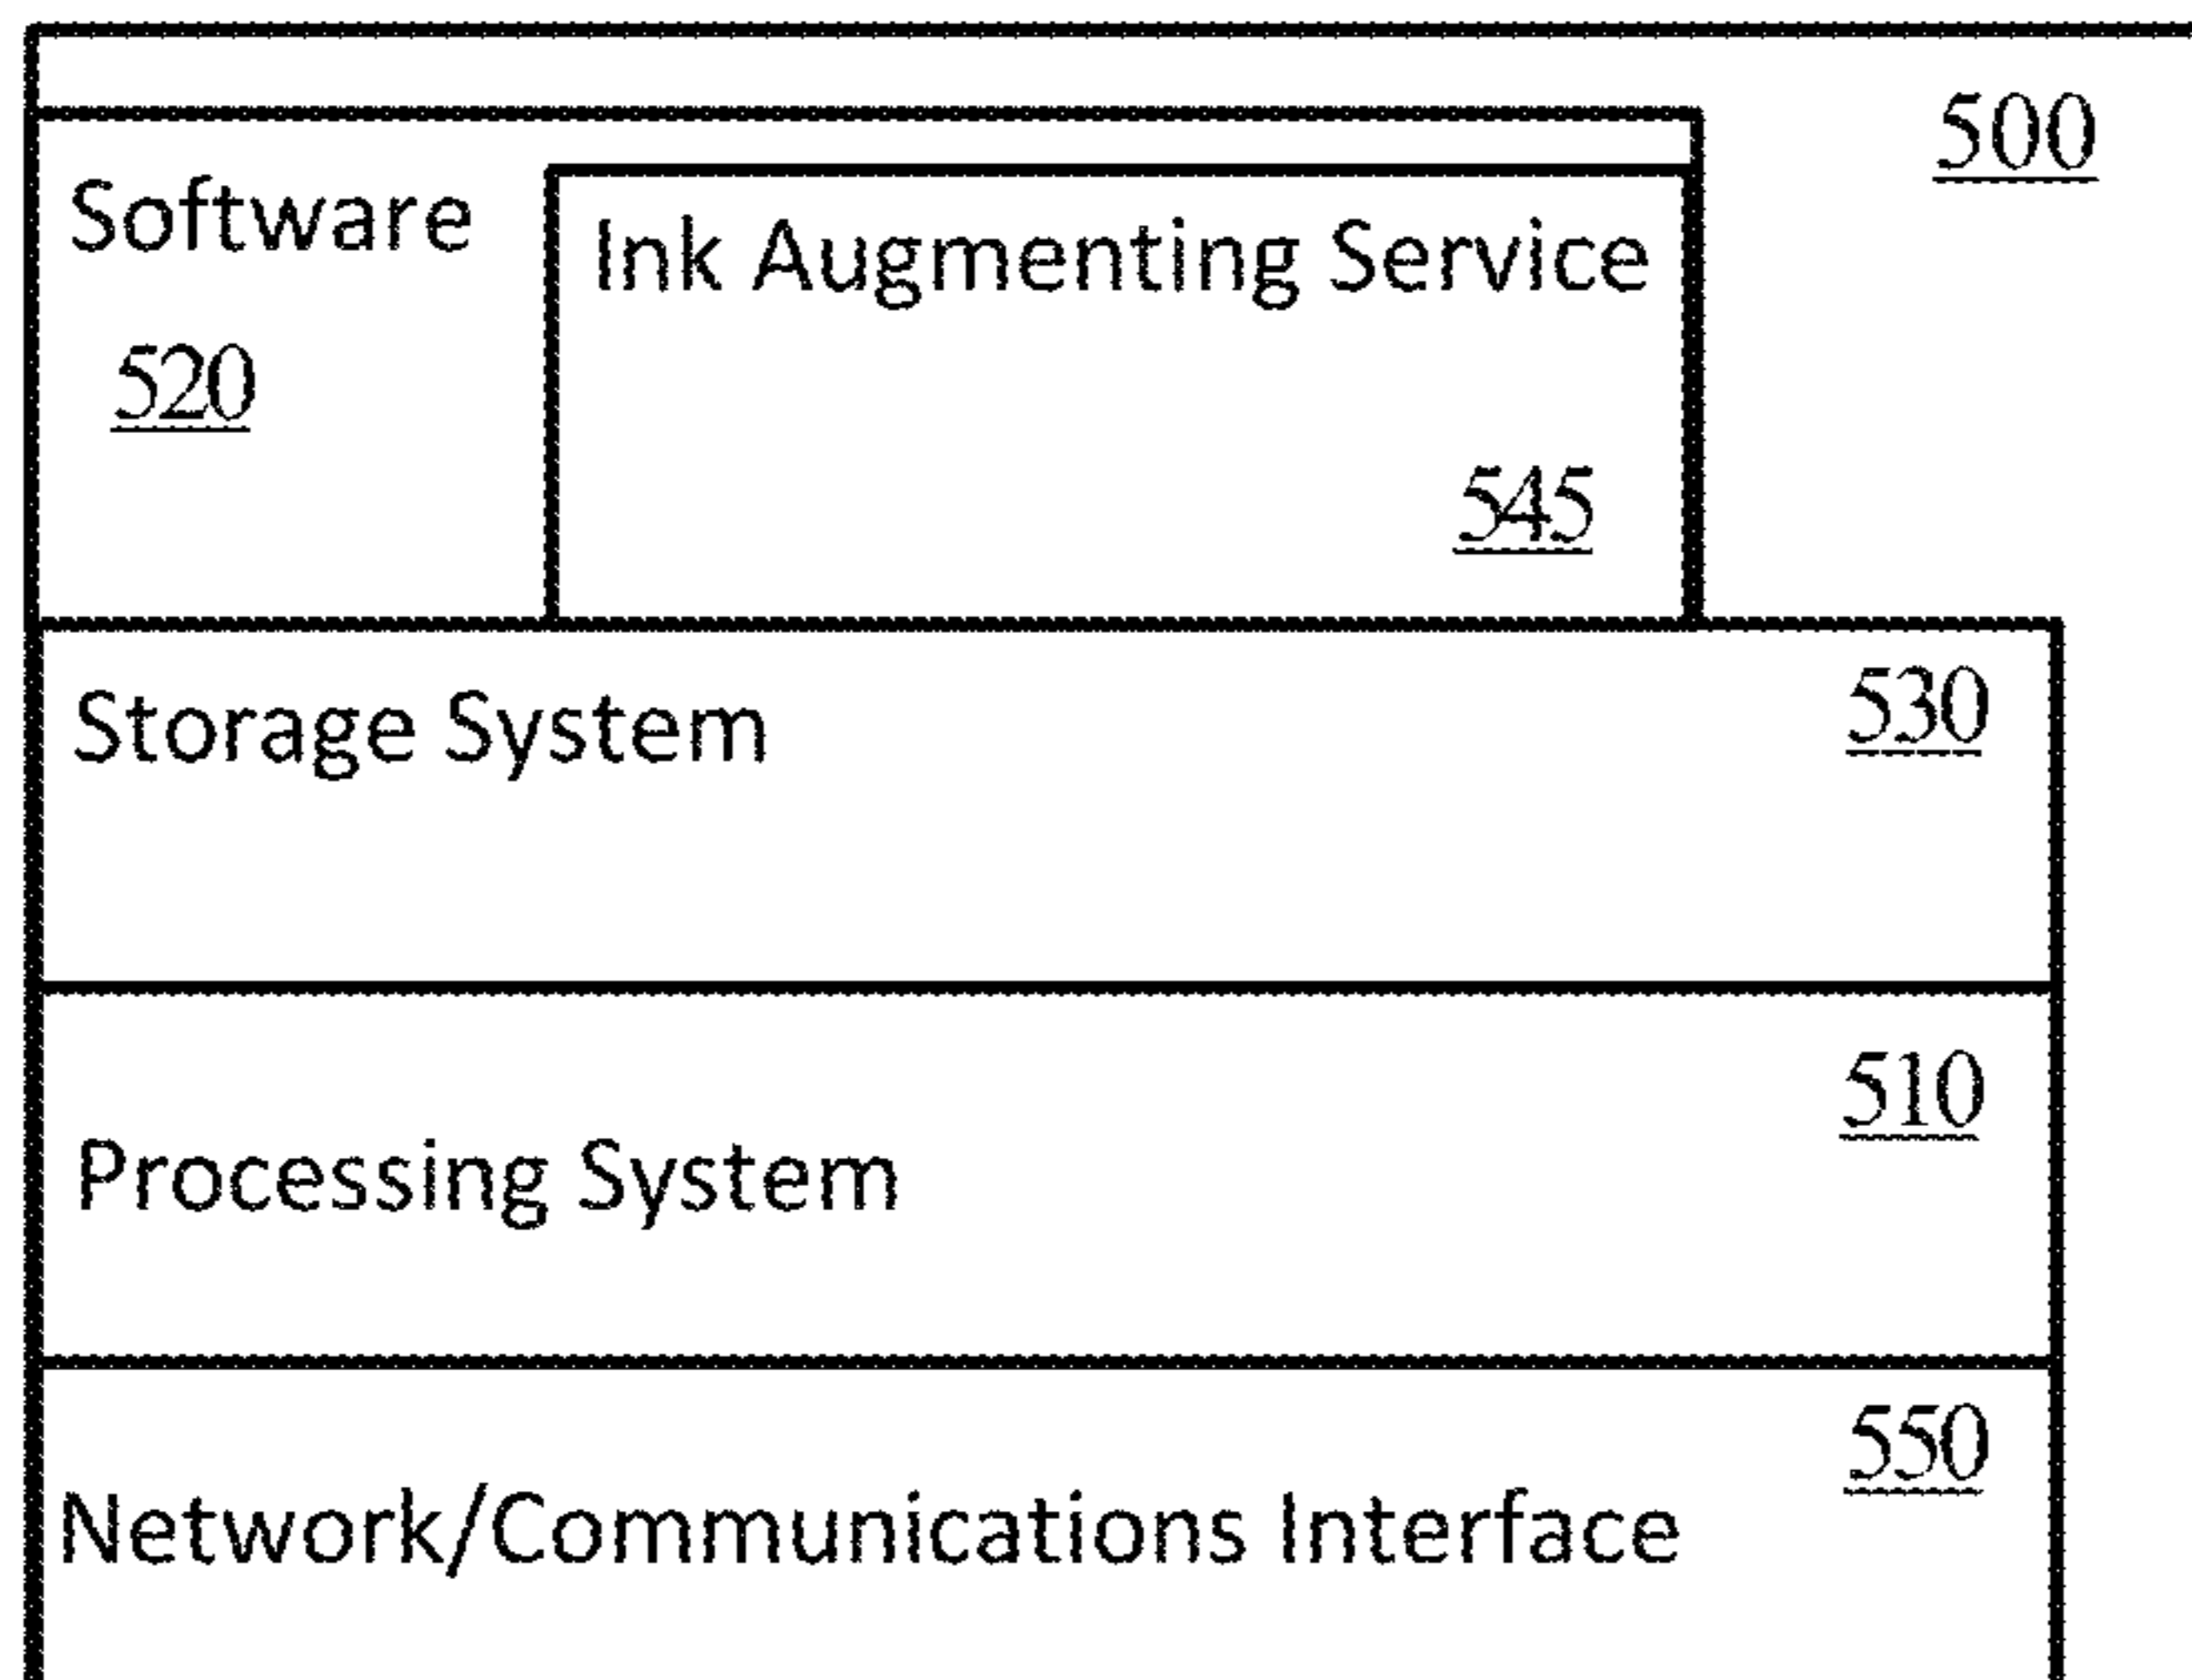 500
Software
Ink Augmenting Service
520
545
530
Storage System
510
Processing System
550
Network/Communications Interface